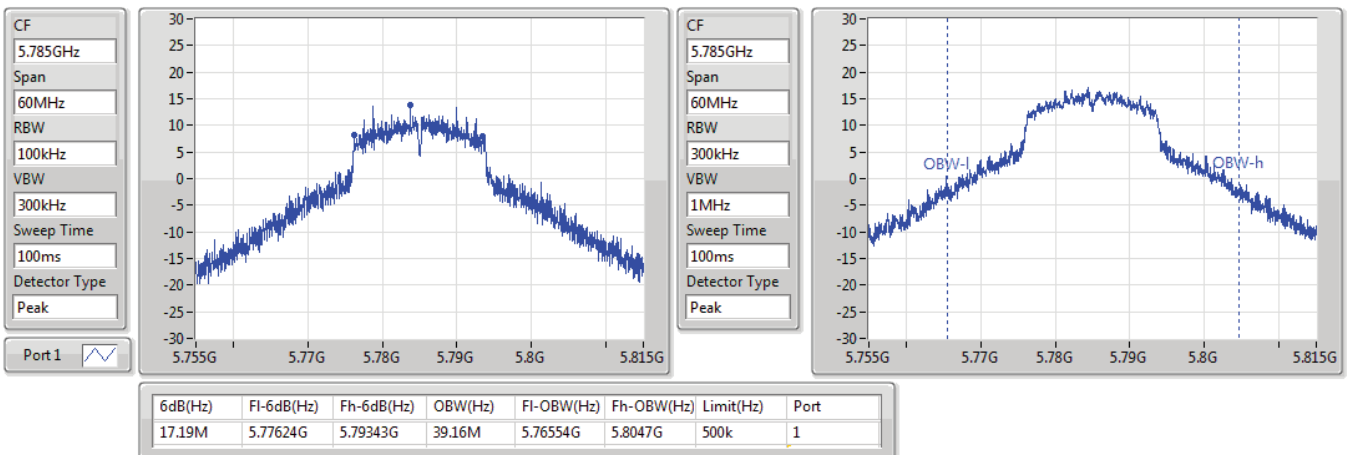 CF
5.785GHz
Span
60MHz
RBW
100kHz
VBW
300kHz
Sweep Time
100ms
Detector Type
Peak
Port 1
30
25
20
15
10
5
0
-5
-10
-15
-20
-25
-30
5.755G 5.77G 5.78G 5.79G 5.8G 5.815G
CF
5.785GHz
Span
60MHz
RBW
300kHz
VBW
1MHz
Sweep Time
100ms
Detector Type
Peak
30
25
20
15
10
5
0
-5
-10
-15
-20
-25
-30
OBW-l OBW-h
5.755G 5.77G 5.78G 5.79G 5.8G 5.815G
6dB(Hz) Fl-6dB(Hz) Fh-6dB(Hz) OBW(Hz) Fl-OBW(Hz) Fh-OBW(Hz) Limit(Hz) Port
17.19M 5.77624G 5.79343G 39.16M 5.76554G 5.8047G 500k 1